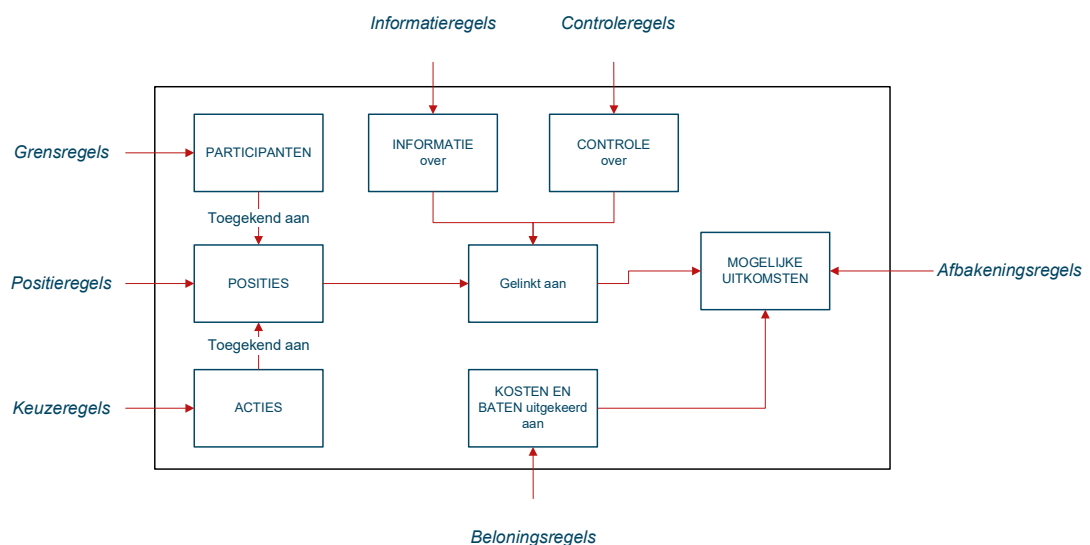 Informatieregels
Controleregels
Grensregels
PARTICIPANTEN
INFORMATIE
over
CONTROLE
over
Toegekend aan
Positieregels
POSITIES
Gelinkt aan
MOGELIJKE
UITKOMSTEN
Afbakeningsregels
Toegekend aan
Keuzeregels
ACTIES
KOSTEN EN
BATEN uitgekeerd
aan
Beloningsregels